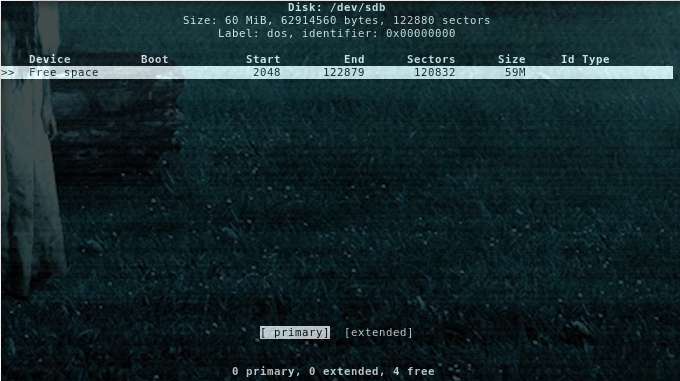 Disk: /dev/sdb
Size: 60 MiB, 62914560 bytes, 122880 sectors
Label: dos, identifier: 0x00000000
Device Boot Start End Sectors Size Id Type
>> Free space 2048 122879 120832 59M
[ primary] [extended]
0 primary, 0 extended, 4 free